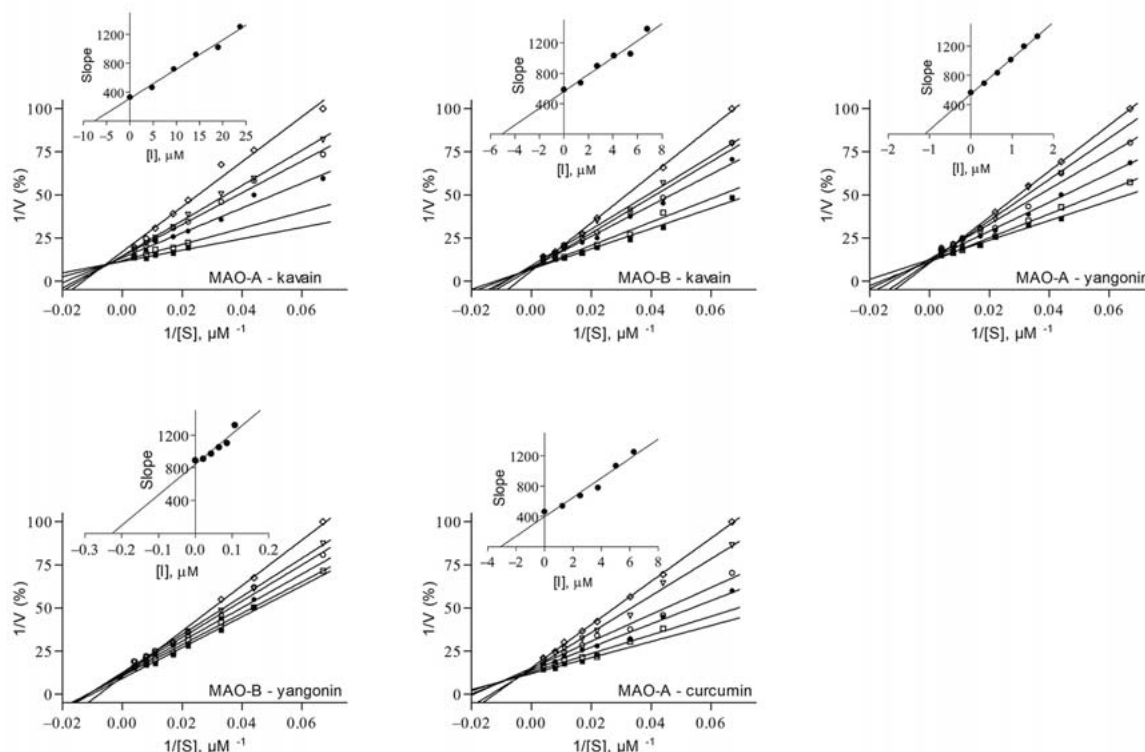 1200
Slope
800
400
−10 −5 0 5 10 15 20 25
[I], μM
100
75
1/V (%)
50
25
0
MAO-A - kavain
−0.02 0.00 0.02 0.04 0.06
1/[S], μM ⁻¹
1200
Slope
800
400
−6 −4 −2 0 2 4 6 8
[I], μM
100
75
1/V (%)
50
25
0
MAO-B - kavain
−0.02 0.00 0.02 0.04 0.06
1/[S], μM ⁻¹
1200
Slope
800
400
−2 −1 0 1 2
[I], μM
100
75
1/V (%)
50
25
0
MAO-A - yangonin
−0.02 0.00 0.02 0.04 0.06
1/[S], μM ⁻¹
1200
Slope
800
400
−0.3 −0.2 −0.1 0.0 0.1 0.2
[I], μM
100
75
1/V (%)
50
25
0
MAO-B - yangonin
−0.02 0.00 0.02 0.04 0.06
1/[S], μM ⁻¹
1200
Slope
800
400
−4 −2 0 2 4 6 8
[I], μM
100
75
1/V (%)
50
25
0
MAO-A - curcumin
−0.02 0.00 0.02 0.04 0.06
1/[S], μM ⁻¹